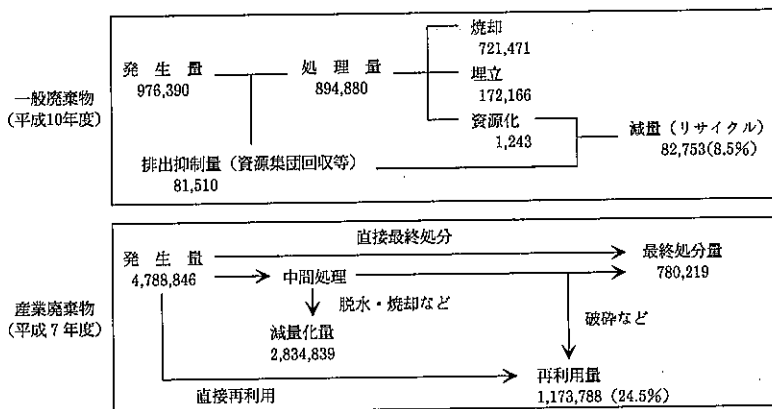 一般廃棄物
(平成10年度)
発生量
976,390
処理量
894,880
焼却
721,471
埋立
172,166
資源化
1,243
減量(リサイクル)
82,753(8.5%)
排出抑制量(資源集団回収等)
81,510
産業廃棄物
(平成7年度)
直接最終処分
発生量
4,788,846
中間処理
最終処分量
780,219
脱水・焼却など
破砕など
減量化量
2,834,839
直接再利用
再利用量
1,173,788 (24.5%)